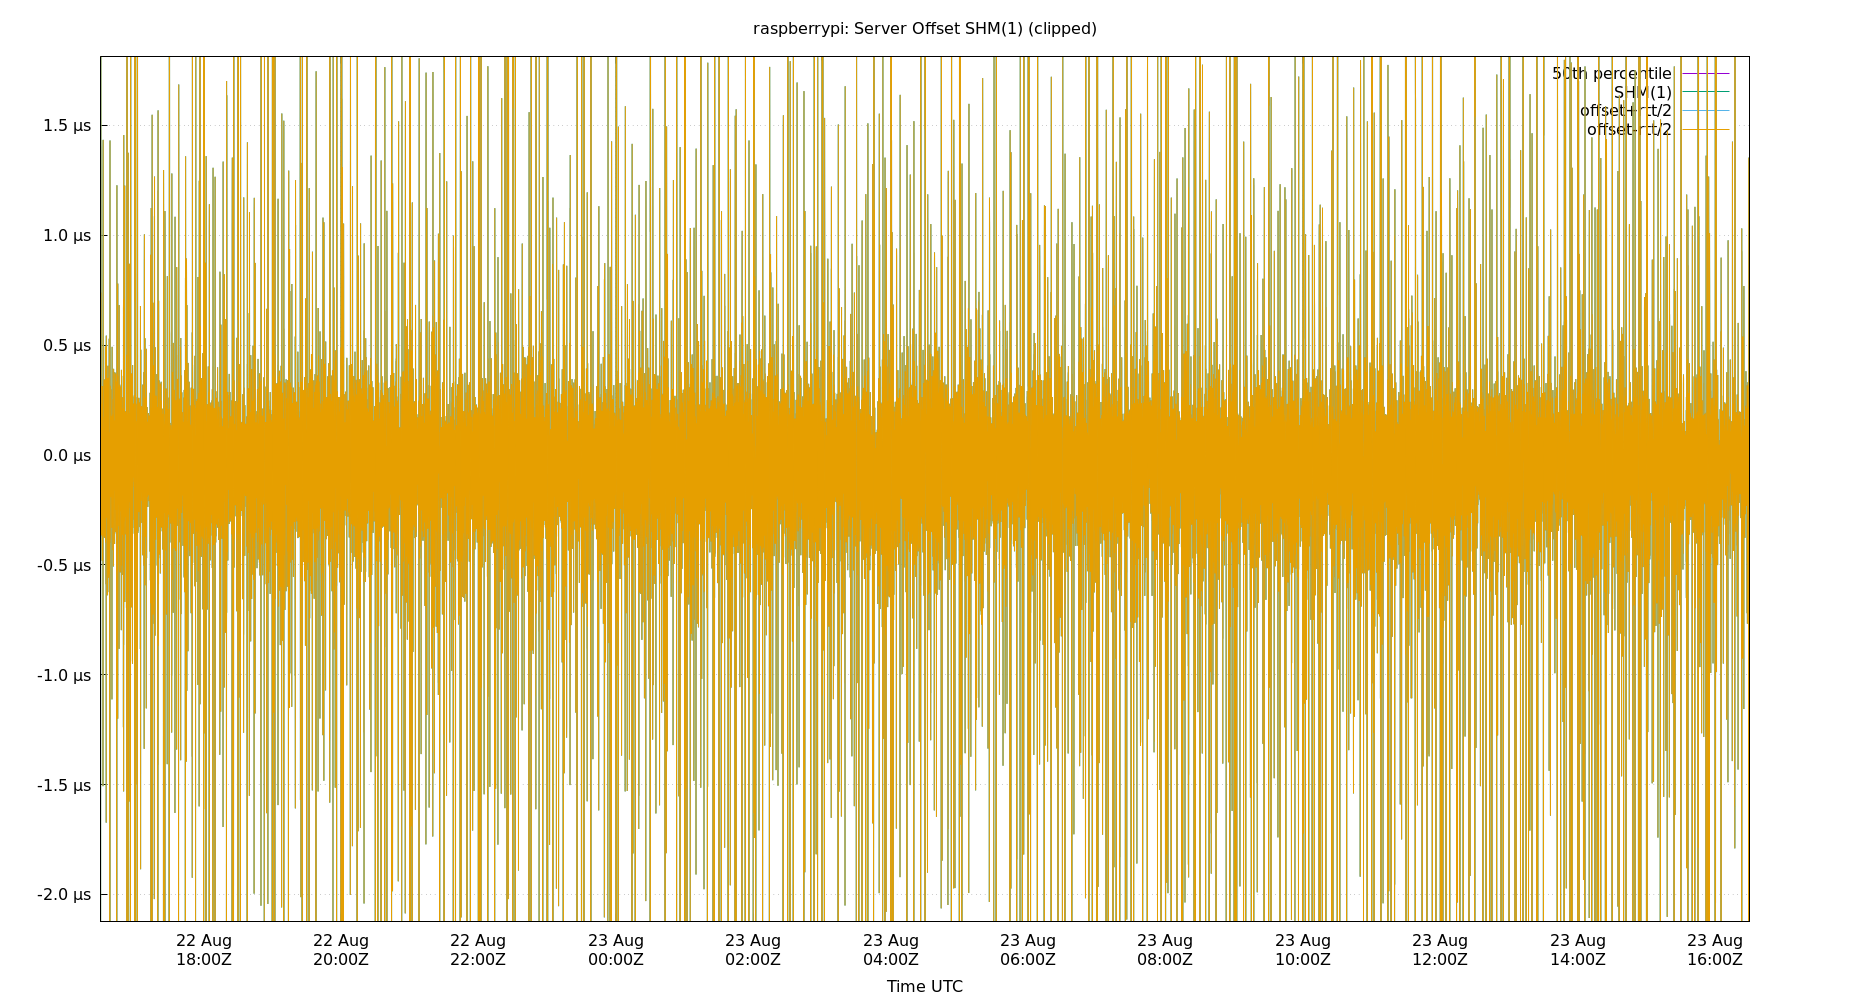 raspberrypi: Server Offset SHM(1) (clipped)
50th percentile
SHM(1)
offset+rtt/2
offset-rtt/2
1.5 µs
1.0 µs
0.5 µs
0.0 µs
-0.5 µs
-1.0 µs
-1.5 µs
-2.0 µs
22 Aug 22 Aug 22 Aug 23 Aug 23 Aug 23 Aug 23 Aug 23 Aug 23 Aug 23 Aug 23 Aug 23 Aug
18:00Z 20:00Z 22:00Z 00:00Z 02:00Z 04:00Z 06:00Z 08:00Z 10:00Z 12:00Z 14:00Z 16:00Z
Time UTC